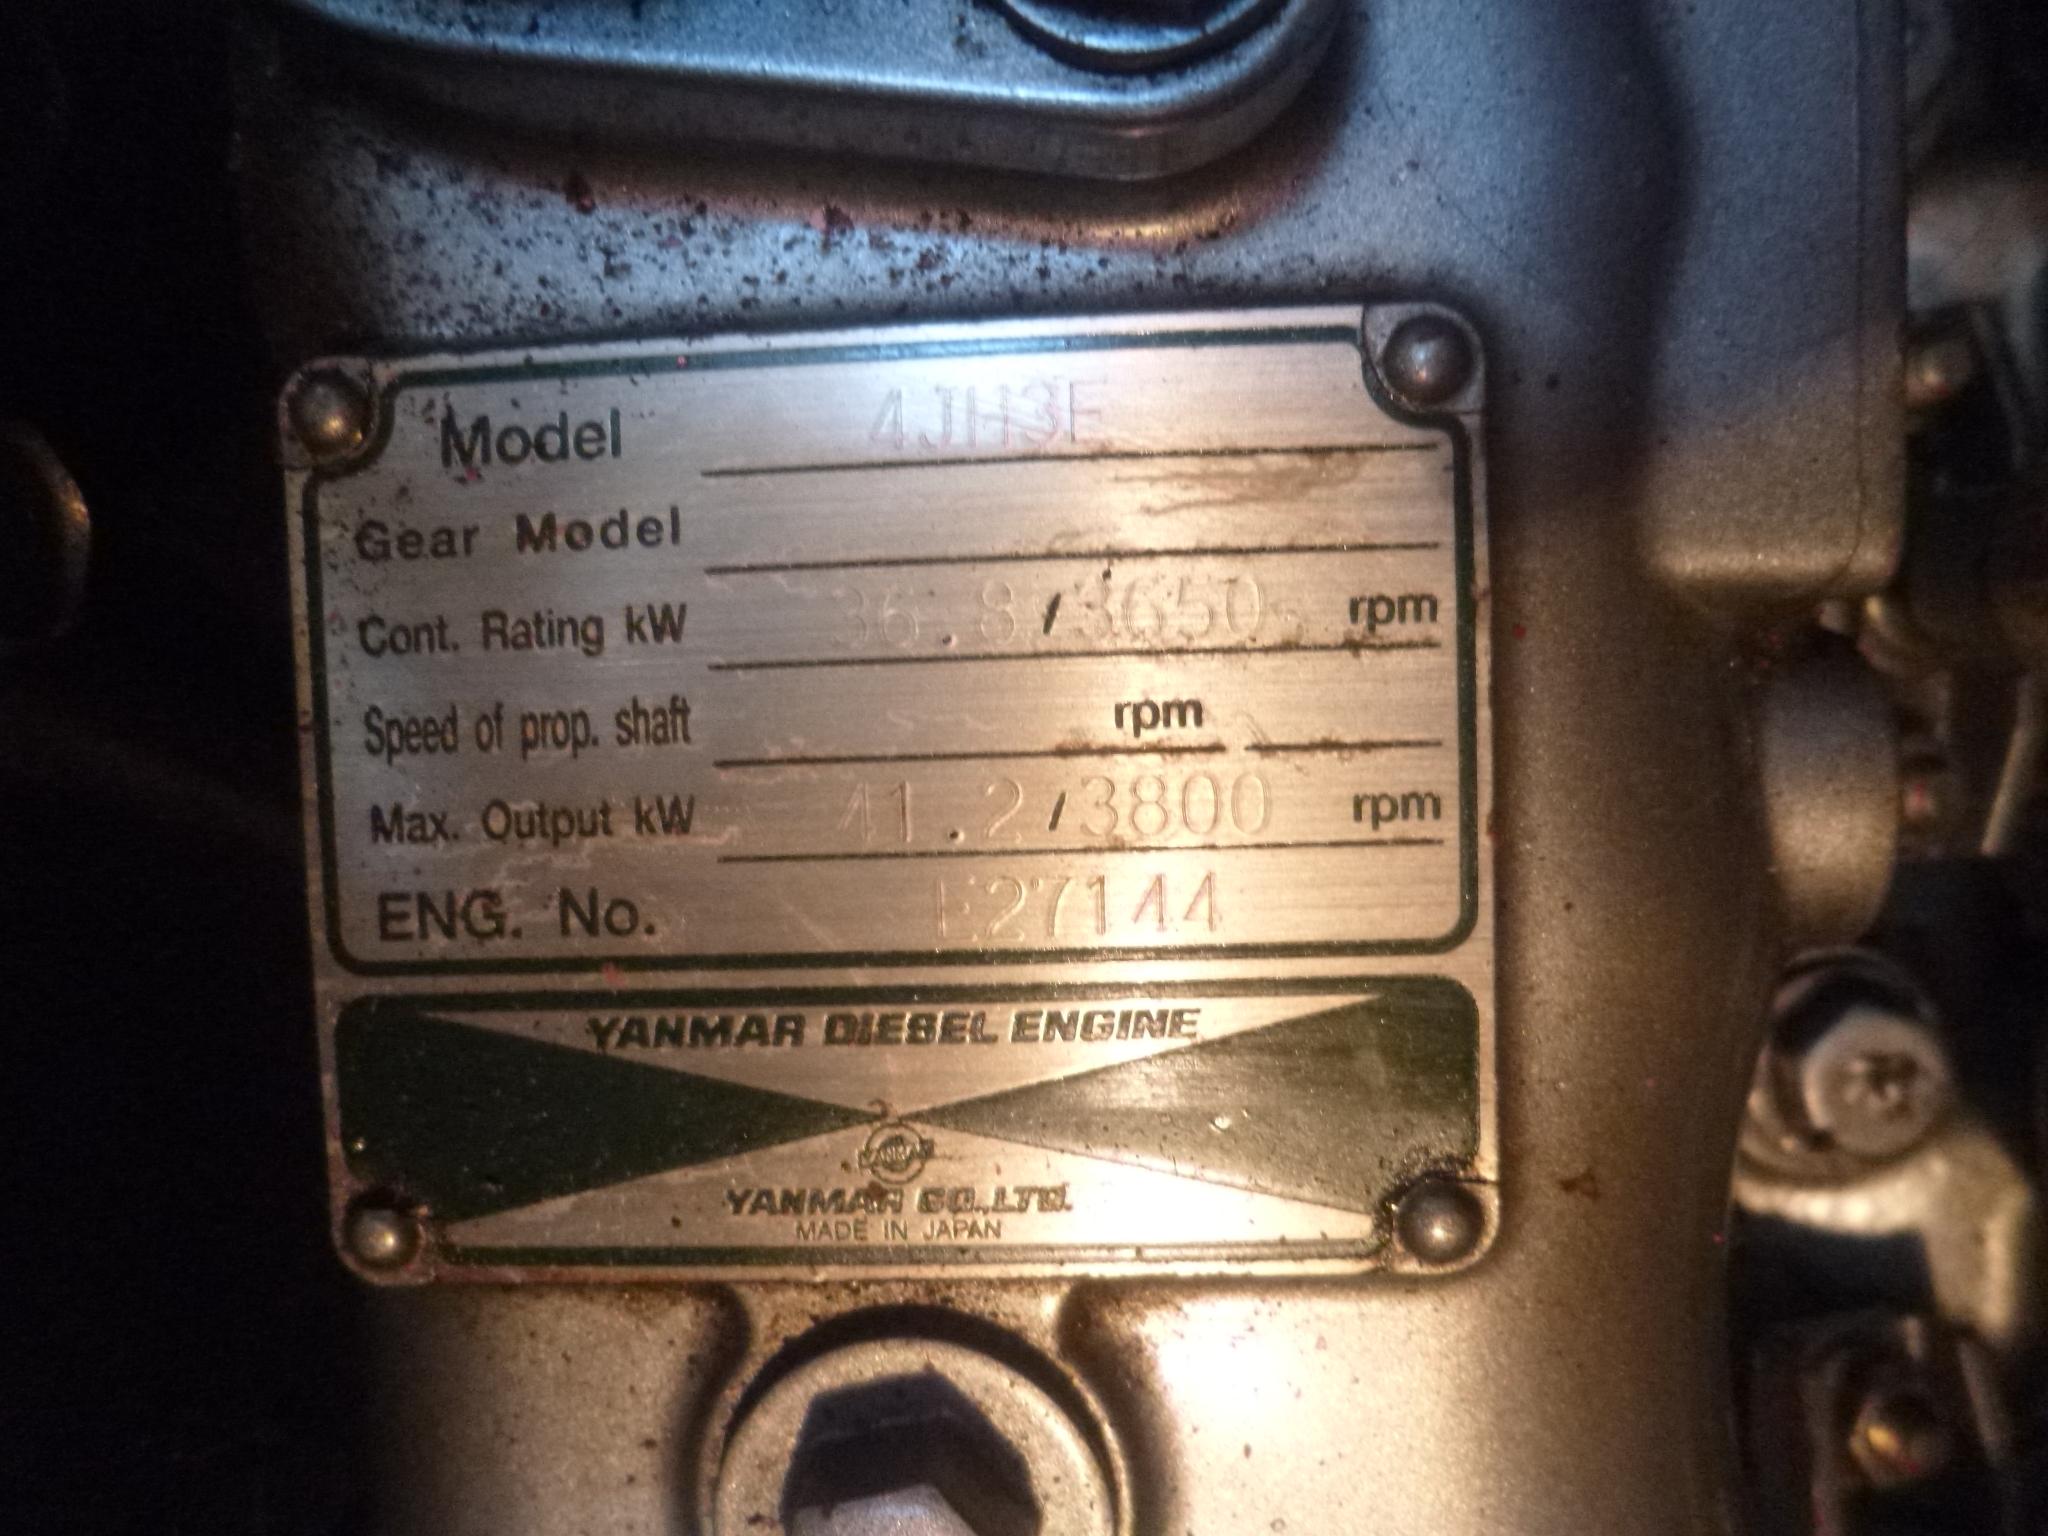 Model 4JH3E
Gear Model
Cont. Rating kW 36.8/3650 rpm
Speed of prop. shaft rpm
Max. Output kW 41.2/3800 rpm
ENG. No. E27144
YANMAR DIESEL ENGINE
YANMAR
YANMAR CO.,LTD.
MADE IN JAPAN